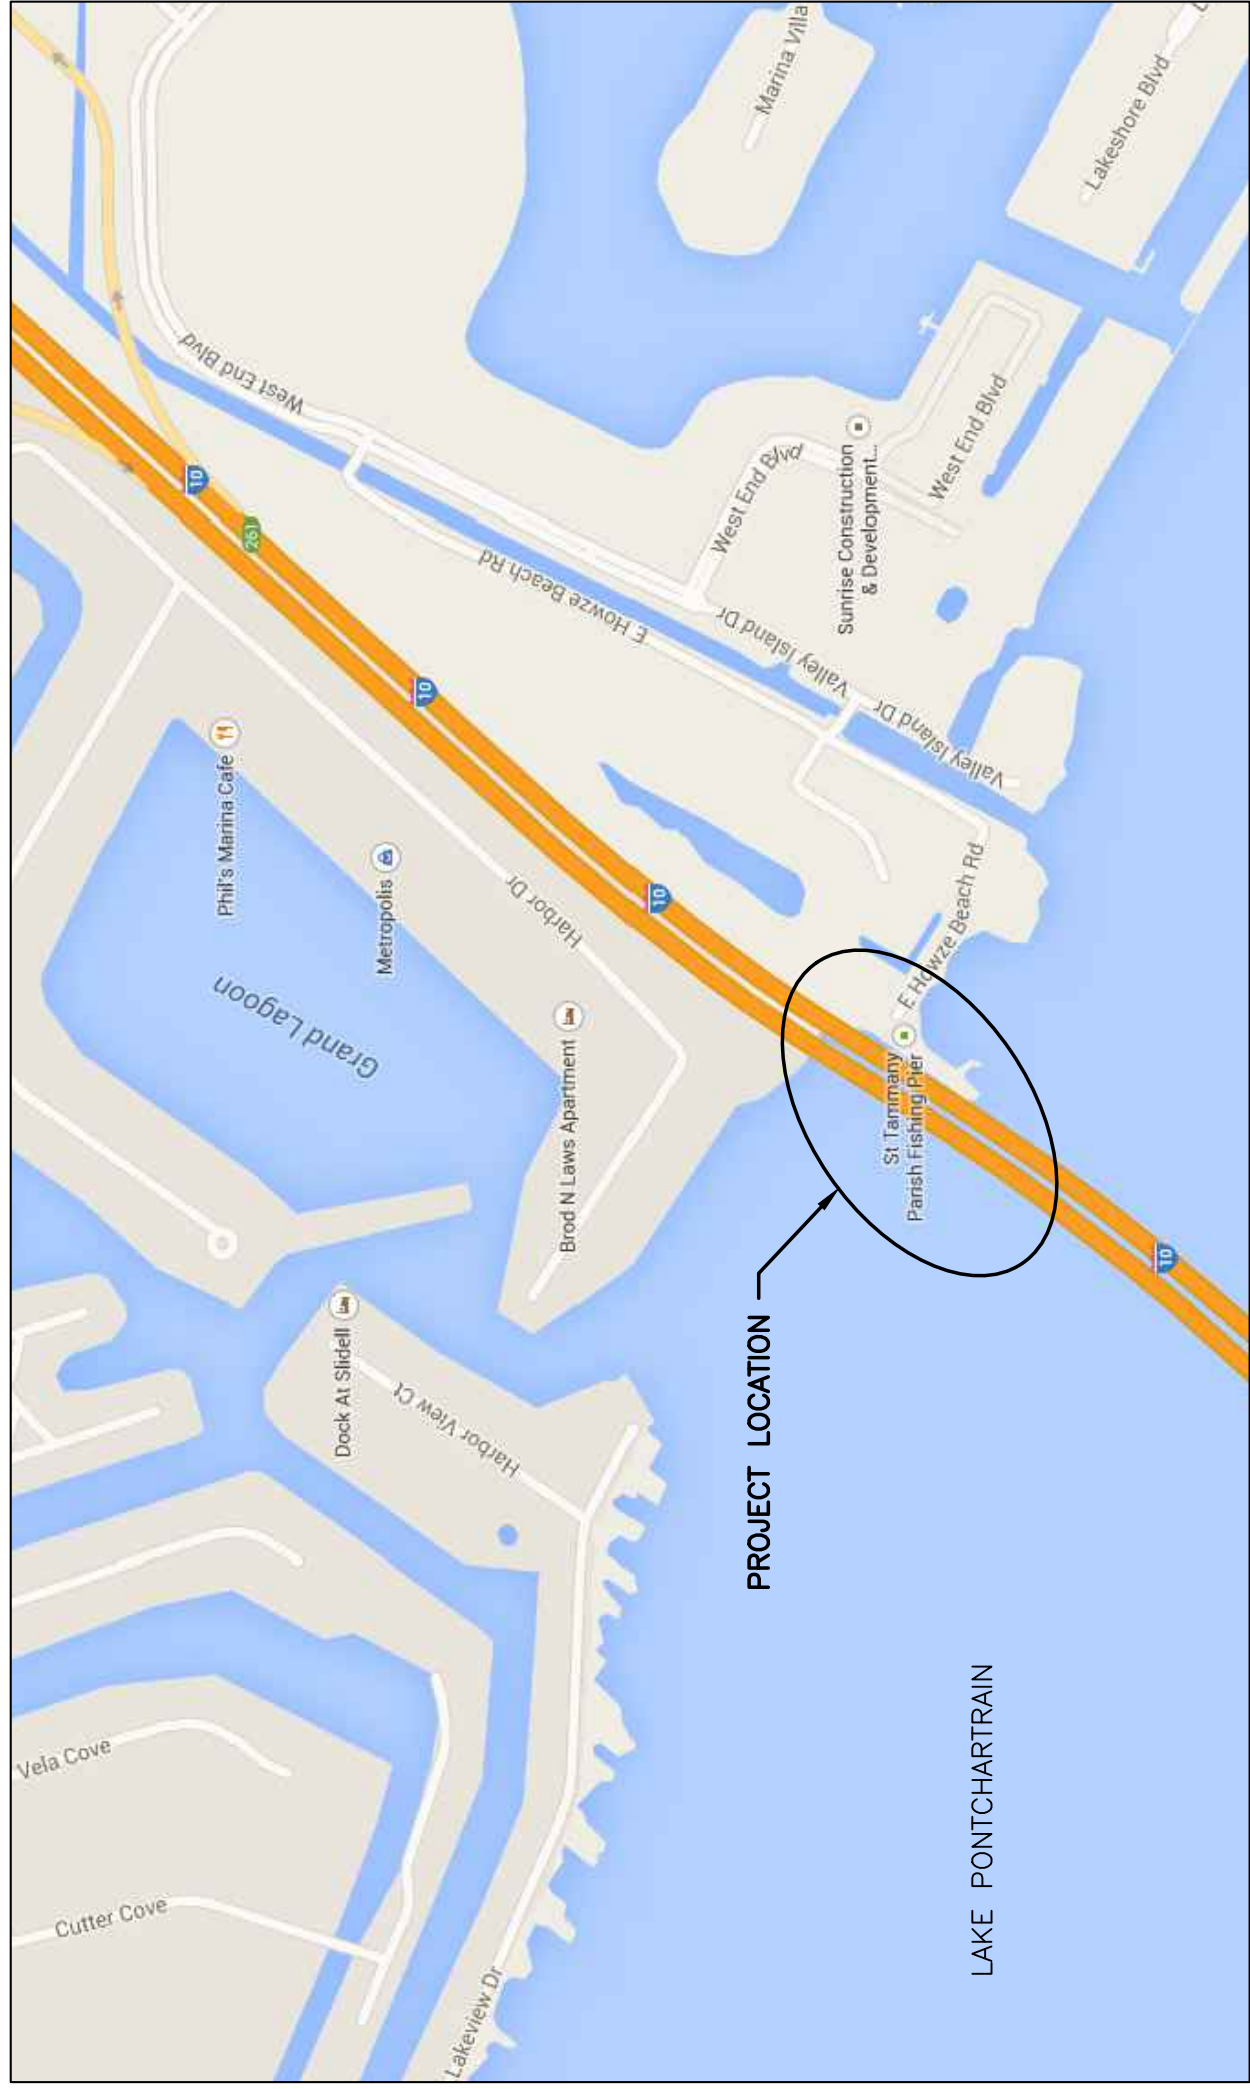 Vela Cove
Cutter Cove
Lakeview Dr
Dock At Slidell
Harbor View Ct
Grand Lagoon
Phil's Marina Cafe
Metropolis
Brod N Laws Apartment
Harbor Dr
10
261
10
10
10
West End Blvd
E Howze Beach Rd
Valley Island Dr
Valley Island Dr
West End Blvd
West End Blvd
Sunrise Construction
& Development...
Marina Villa
Lakeshore Blvd
E Howze Beach Rd
St Tammany
Parish Fishing Pier
PROJECT LOCATION
LAKE PONTCHARTRAIN